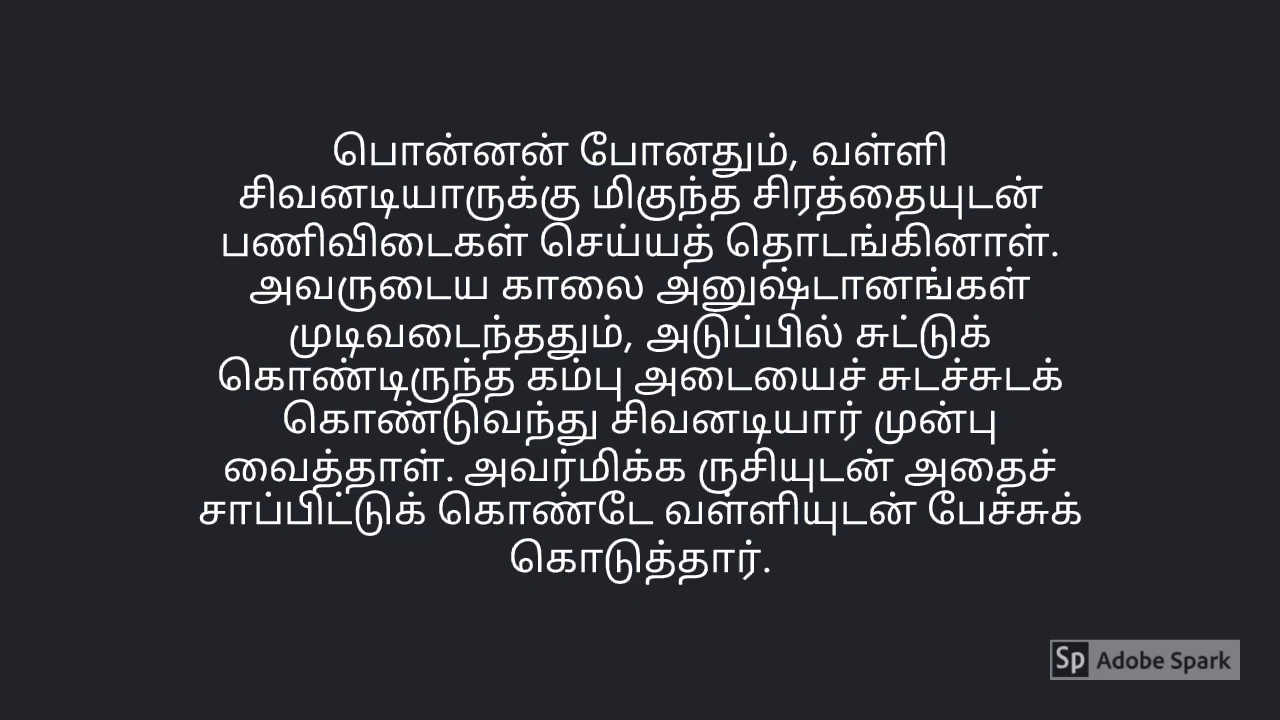 பொன்னன் போனதும், வள்ளி
சிவனடியாருக்கு மிகுந்த சிரத்தையுடன்
பணிவிடைகள் செய்யத் தொடங்கினாள்.
அவருடைய காலை அனுஷ்டானங்கள்
முடிவடைந்ததும், அடுப்பில் சுட்டுக்
கொண்டிருந்த கம்பு அடையைச் சுடச்சுடக்
கொண்டுவந்து சிவனடியார் முன்பு
வைத்தாள். அவர்மிக்க ருசியுடன் அதைச்
சாப்பிட்டுக் கொண்டே வள்ளியுடன் பேச்சுக்
கொடுத்தார்.
Sp Adobe Spark